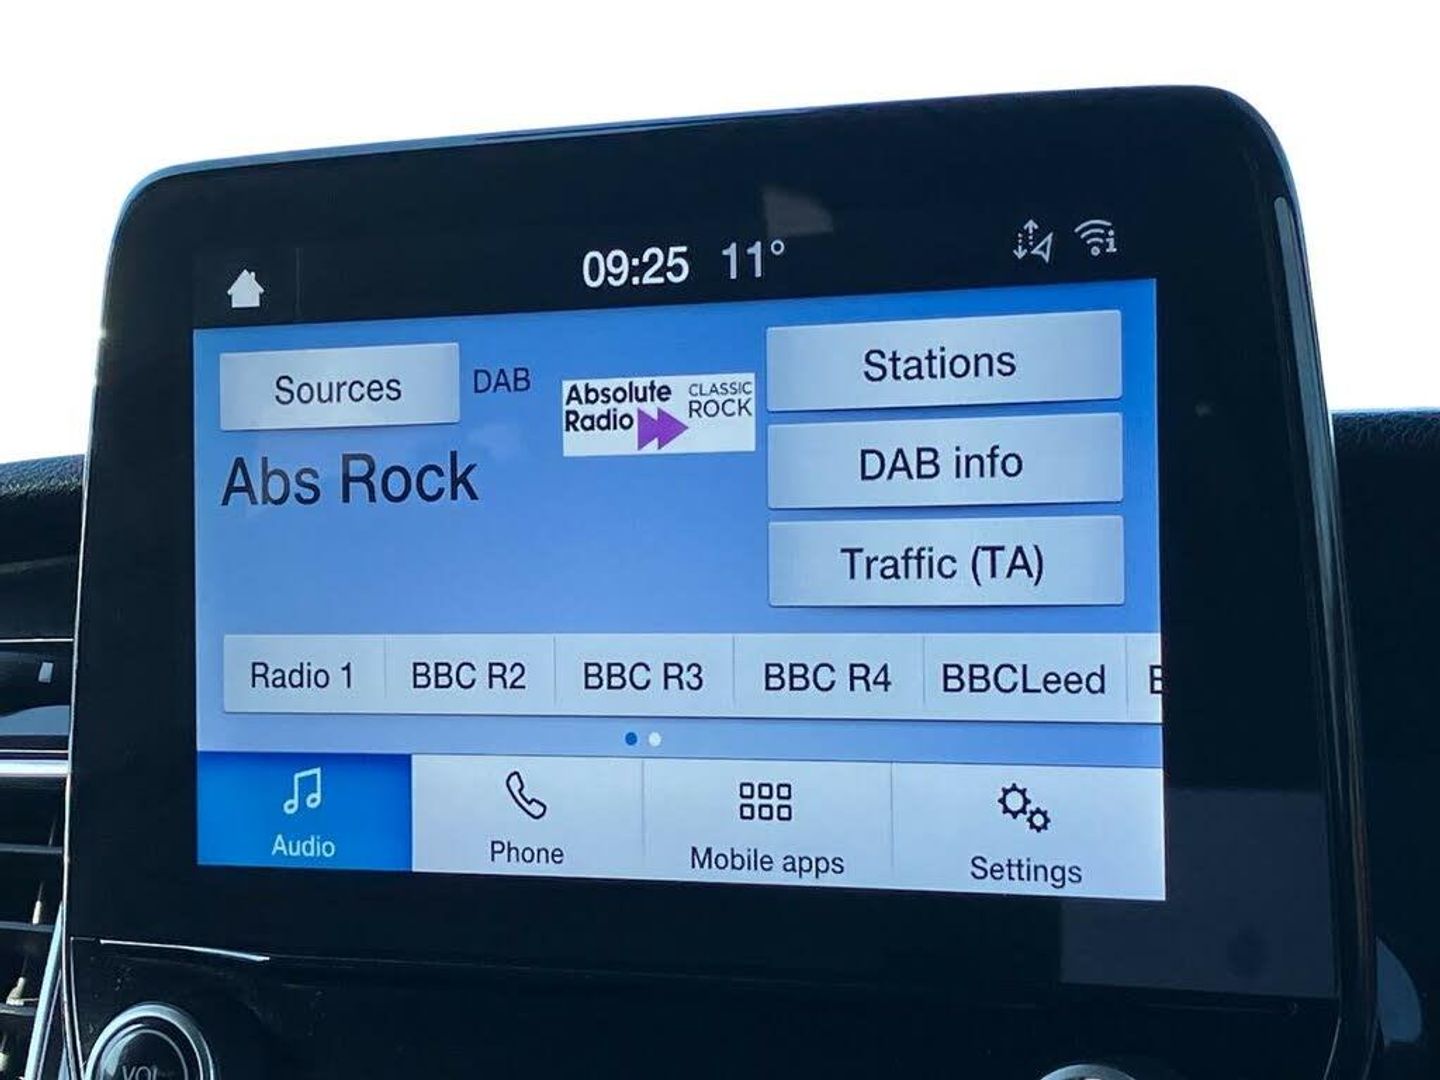 09:25 11°
Sources
DAB
Absolute
Radio
CLASSIC
ROCK
Stations
Abs Rock
DAB info
Traffic (TA)
Radio 1
BBC R2
BBC R3
BBC R4
BBCLeed
Audio
Phone
Mobile apps
Settings
VOL